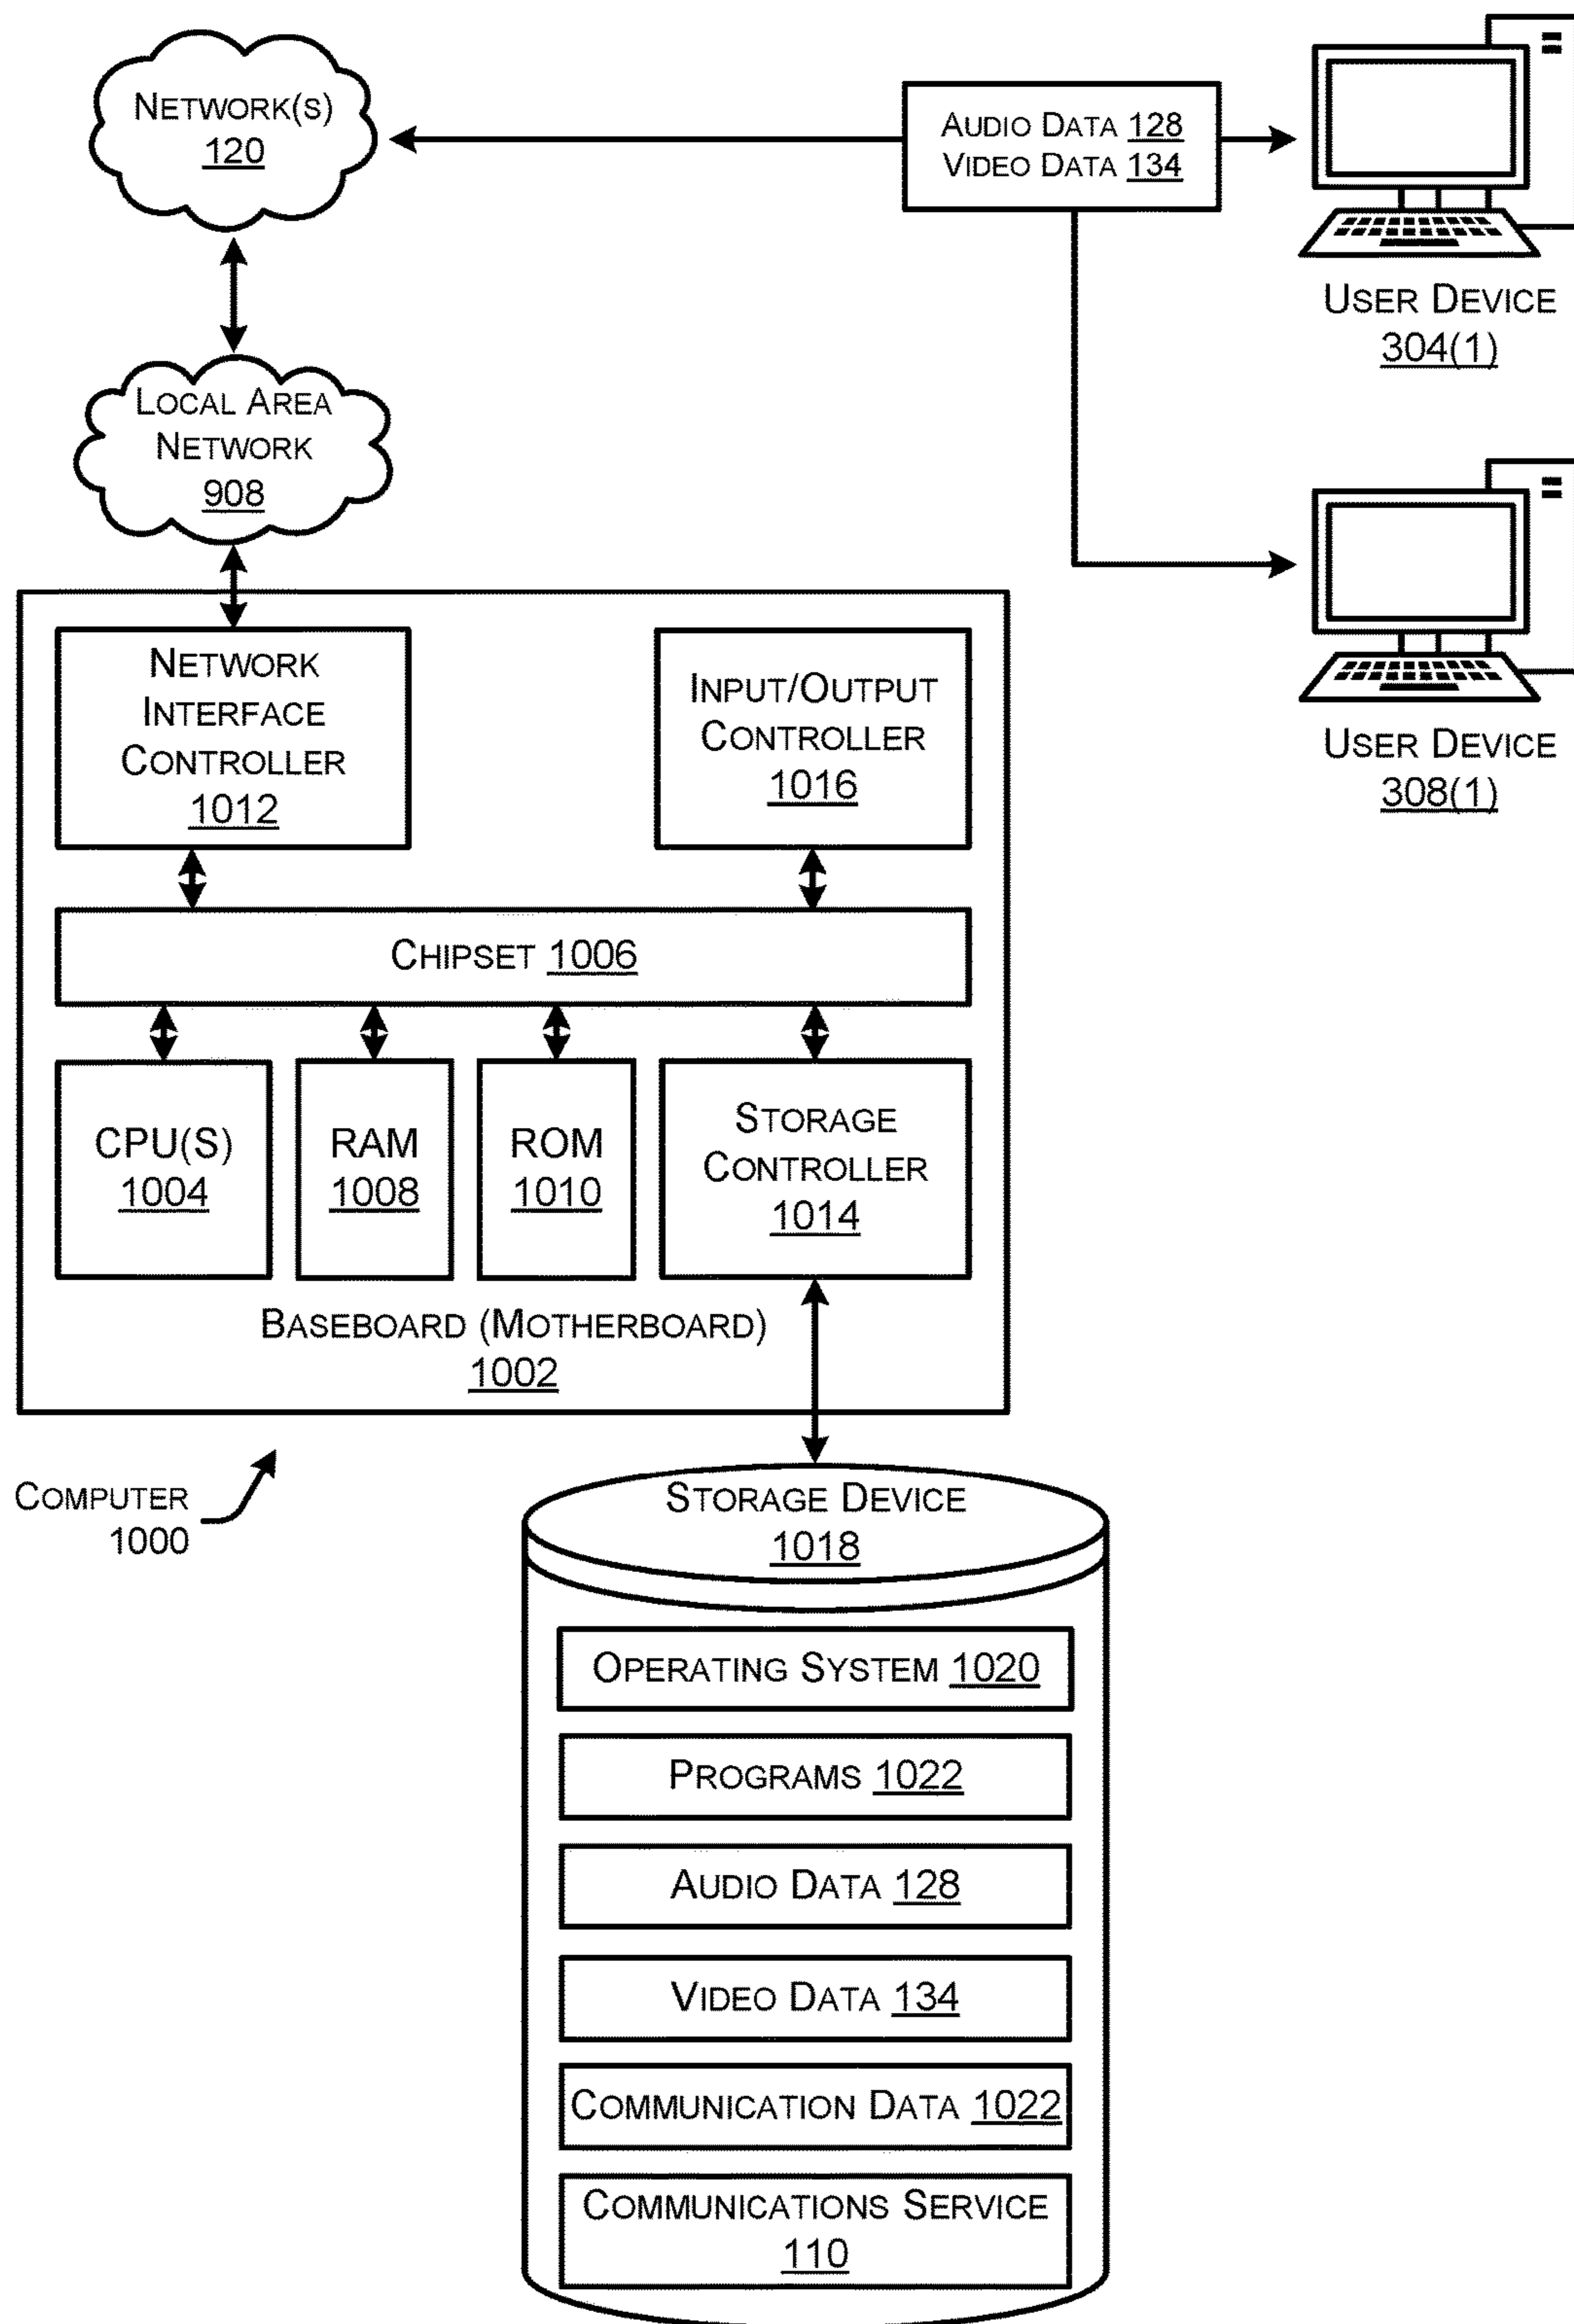 NETWORK(S)
120
AUDIO DATA 128
VIDEO DATA 134
USER DEVICE
304(1)
LOCAL AREA
NETWORK
908
USER DEVICE
308(1)
NETWORK
INTERFACE
CONTROLLER
1012
INPUT/OUTPUT
CONTROLLER
1016
CHIPSET 1006
CPU(S)
1004
RAM
1008
ROM
1010
STORAGE
CONTROLLER
1014
BASEBOARD (MOTHERBOARD)
1002
COMPUTER
1000
STORAGE DEVICE
1018
OPERATING SYSTEM 1020
PROGRAMS 1022
AUDIO DATA 128
VIDEO DATA 134
COMMUNICATION DATA 1022
COMMUNICATIONS SERVICE
110